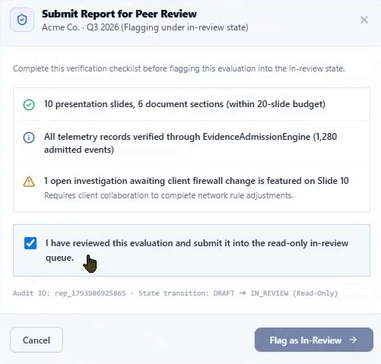 Submit Report for Peer Review
Acme Co. · Q3 2026 (Flagging under in-review state)
Complete this verification checklist before flagging this evaluation into the in-review state.
10 presentation slides, 6 document sections (within 20-slide budget)
All telemetry records verified through EvidenceAdmissionEngine (1,280
admitted events)
1 open investigation awaiting client firewall change is featured on Slide 10
Requires client collaboration to complete network rule adjustments.
I have reviewed this evaluation and submit it into the read-only in-review
queue.
Audit ID: rep_1793986925865 · State transition: DRAFT → IN_REVIEW (Read-Only)
Cancel
Flag as In-Review →